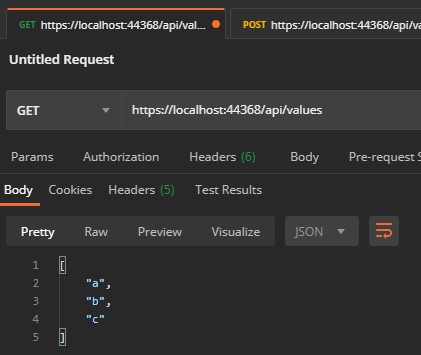 GET https://localhost:44368/api/val... POST https://localhost:44368/api/va
Untitled Request
GET https://localhost:44368/api/values
Params Authorization Headers (6) Body Pre-request S
Body Cookies Headers (5) Test Results
Pretty Raw Preview Visualize JSON
1 [
2 "a",
3 "b",
4 "c"
5 ]